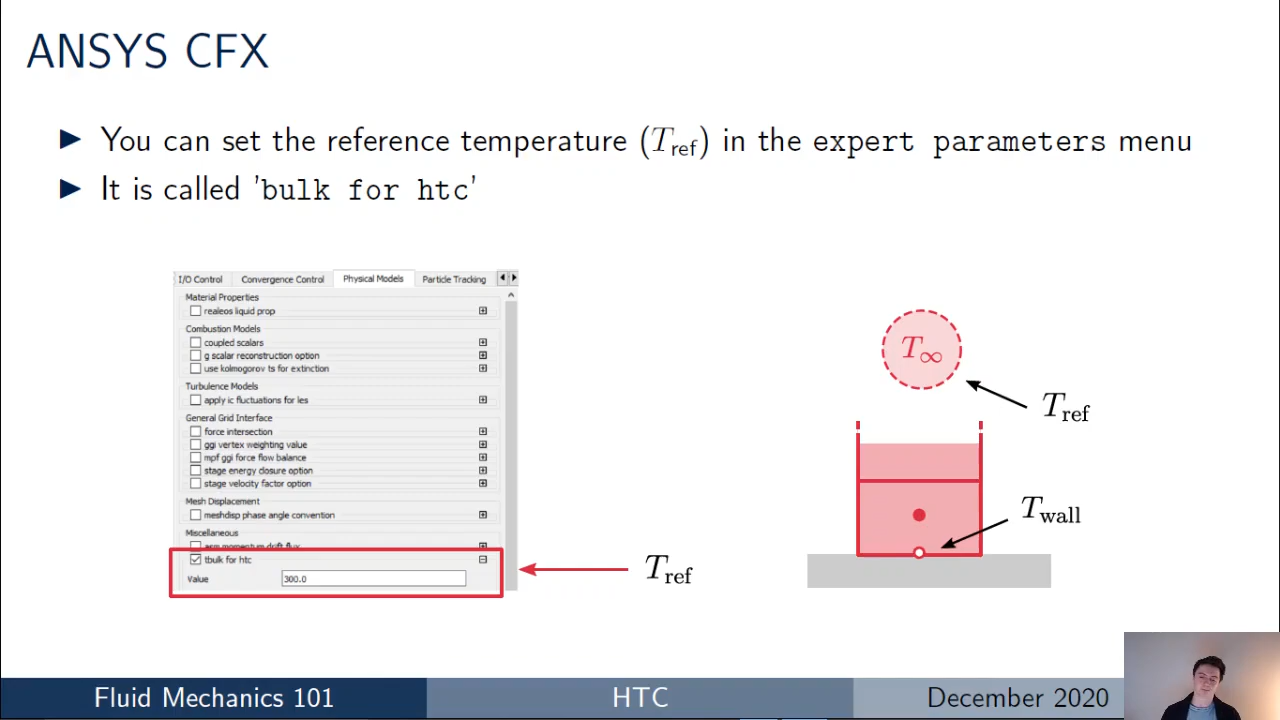 ANSYS CFX
▶ You can set the reference temperature (T_ref) in the expert parameters menu
▶ It is called 'bulk for htc'
I/O Control Convergence Control Physical Models Particle Tracking
Material Properties
realeos liquid prop
Combustion Models
coupled scalars
g scalar reconstruction option
use kolmogorov ts for extinction
Turbulence Models
apply ic fluctuations for les
General Grid Interface
force intersection
ggi vertex weighting value
mpf ggi force flow balance
stage energy closure option
stage velocity factor option
Mesh Displacement
meshdisp phase angle convention
Miscellaneous
asm momentum drift flux
tbulk for htc
Value 300.0
T_ref
T_∞
T_ref
T_wall
Fluid Mechanics 101 HTC December 2020